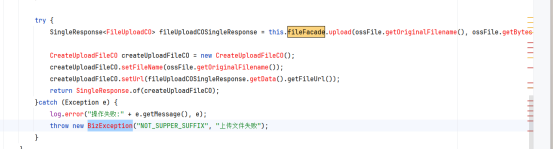 try {
SingleResponse<FileUploadCO> fileUploadCOSingleResponse = this.fileFacade.upload(ossFile.getOriginalFilename(), ossFile.getBytes
CreateUploadFileCO createUploadFileCO = new CreateUploadFileCO();
createUploadFileCO.setFileName(ossFile.getOriginalFilename());
createUploadFileCO.setUrl(fileUploadCOSingleResponse.getData().getFileUrl());
return SingleResponse.of(createUploadFileCO);
}catch (Exception e) {
log.error("操作失败:" + e.getMessage(), e);
throw new BizException("NOT_SUPPER_SUFFIX", "上传文件失败");
}